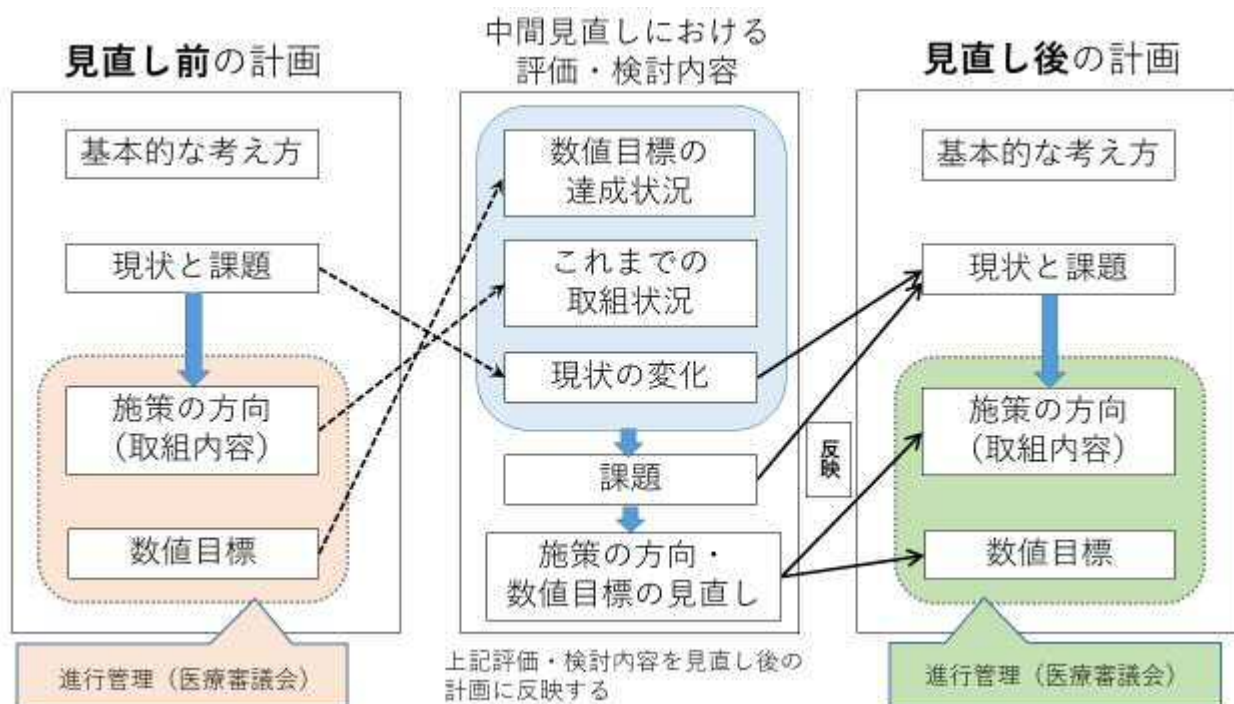 見直し前の計画
基本的な考え方
現状と課題
施策の方向
（取組内容）
数値目標
進行管理（医療審議会）
中間見直しにおける
評価・検討内容
数値目標の
達成状況
これまでの
取組状況
現状の変化
課題
施策の方向・
数値目標の見直し
上記評価・検討内容を見直し後の
計画に反映する
反映
見直し後の計画
基本的な考え方
現状と課題
施策の方向
（取組内容）
数値目標
進行管理（医療審議会）